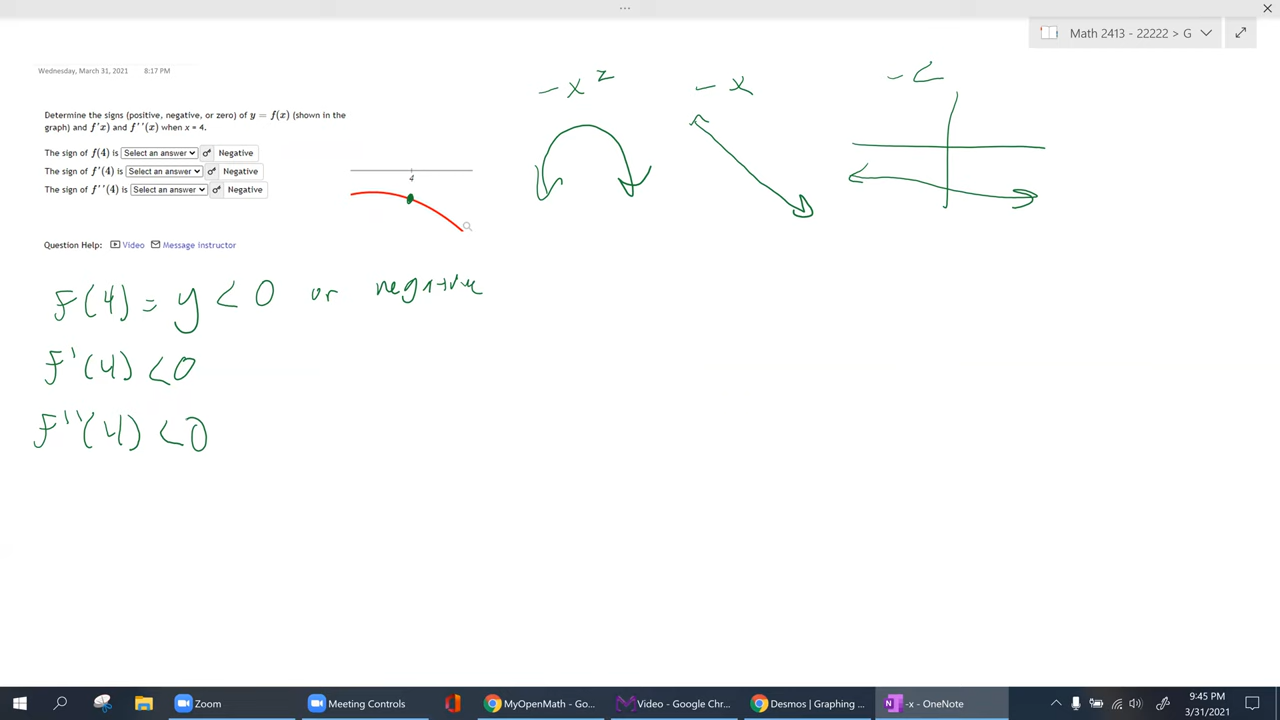 Math 2413 - 22222 > G
Wednesday, March 31, 2021 8:17 PM
Determine the signs (positive, negative, or zero) of y = f(x) (shown in the
graph) and f'x) and f''(x) when x = 4.
The sign of f(4) is Select an answer Negative
The sign of f'(4) is Select an answer Negative
The sign of f''(4) is Select an answer Negative
4
Question Help: Video Message instructor
-x²
-x
-c
f(4) = y < 0 or negative
f'(4) < 0
f''(4) < 0
Zoom
Meeting Controls
MyOpenMath - Go...
Video - Google Chr...
Desmos | Graphing ...
-x - OneNote
9:45 PM
3/31/2021